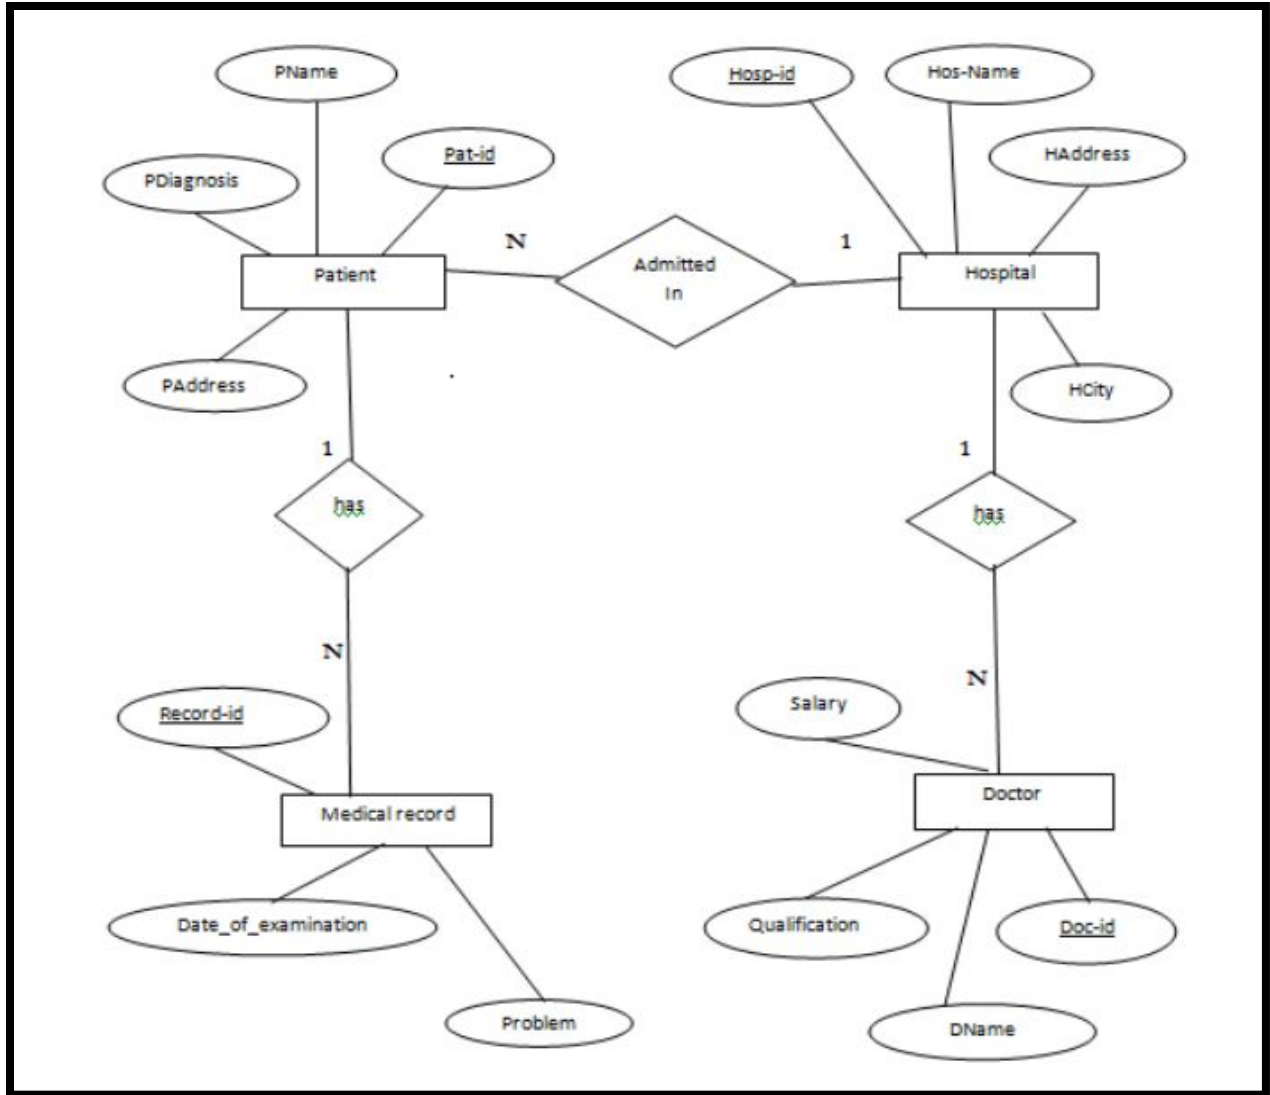 PName
Hosp-id
Hos-Name
Pat-id
HAddress
PDiagnosis
N
1
Admitted
In
Patient
Hospital
PAddress
HCity
1
1
has
has
N
N
Record-id
Salary
Medical record
Doctor
Date_of_examination
Qualification
Doc-id
Problem
DName